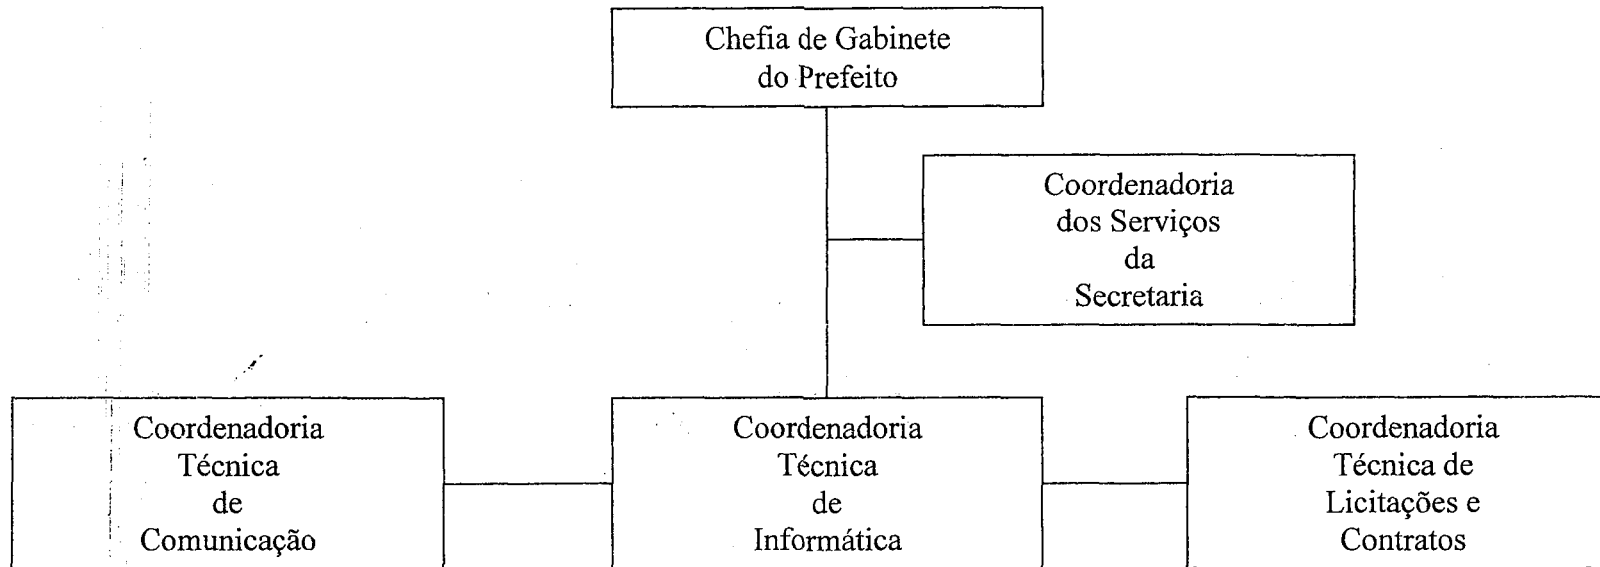 Chefia de Gabinete
do Prefeito
Coordenadoria
dos Serviços
da
Secretaria
Coordenadoria
Técnica
de
Comunicação
Coordenadoria
Técnica
de
Informática
Coordenadoria
Técnica de
Licitações e
Contratos